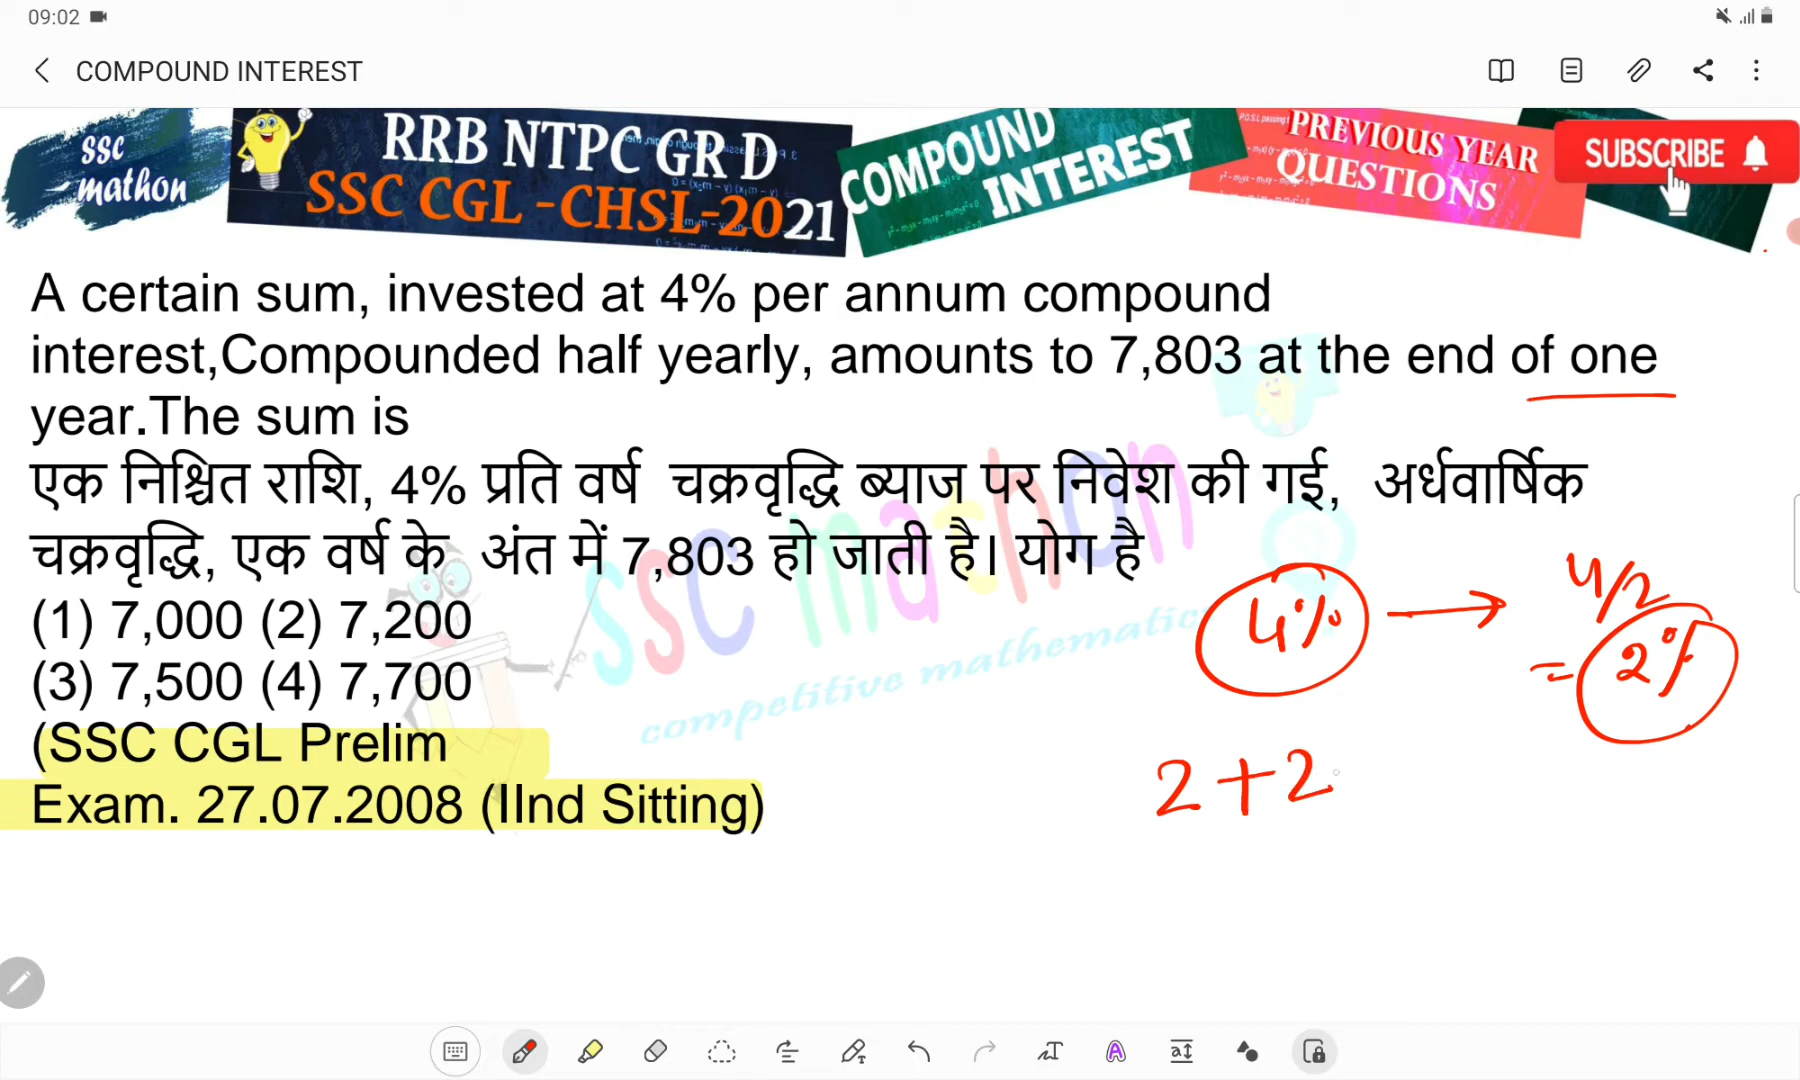 09:02
COMPOUND INTEREST
SSC
mathon
RRB NTPC GR D
SSC CGL -CHSL-2021
COMPOUND
INTEREST
PREVIOUS YEAR
QUESTIONS
SUBSCRIBE
A certain sum, invested at 4% per annum compound
interest,Compounded half yearly, amounts to 7,803 at the end of one
year.The sum is
एक निश्चित राशि, 4% प्रति वर्ष चक्रवृद्धि ब्याज पर निवेश की गई, अर्धवार्षिक
चक्रवृद्धि, एक वर्ष के अंत में 7,803 हो जाती है। योग है
(1) 7,000 (2) 7,200
(3) 7,500 (4) 7,700
(SSC CGL Prelim
Exam. 27.07.2008 (IInd Sitting)
ssc mathon
competitive mathematic
4% → 4/2
= 2%
2+2